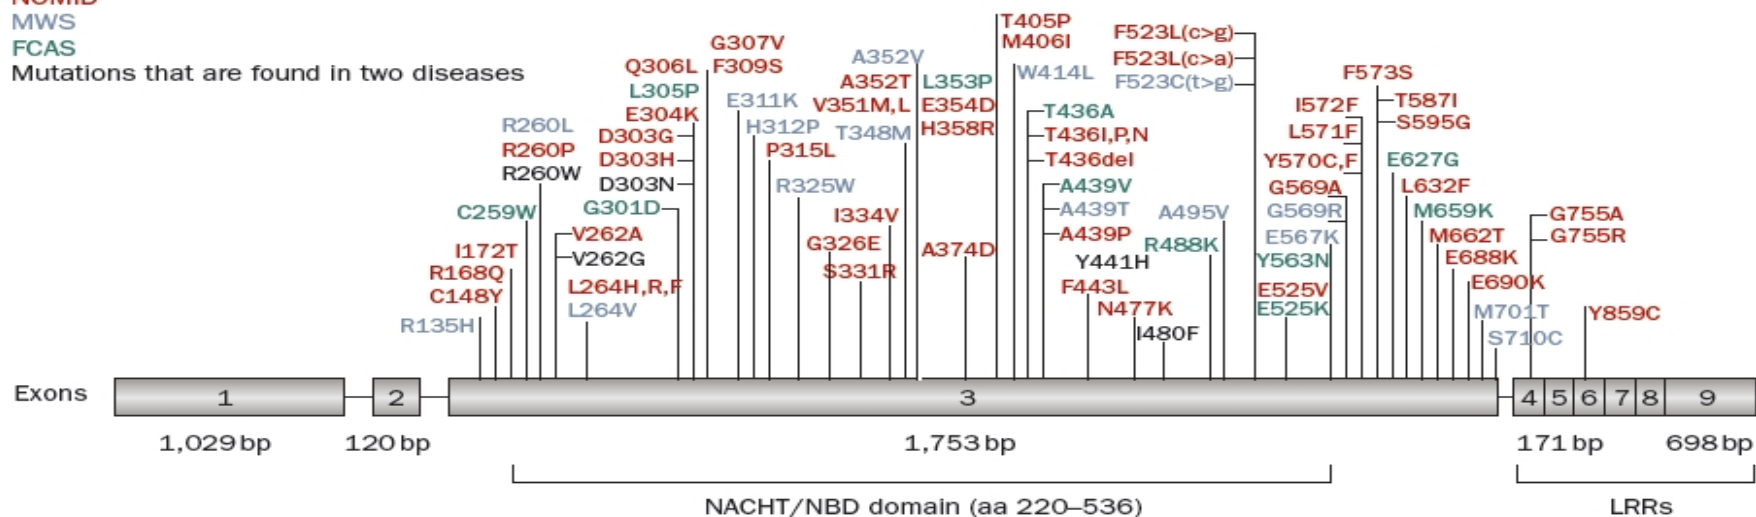 NOMID
MWS
FCAS
Mutations that are found in two diseases
R135H
C148Y
R168Q
I172T
C259W
R260L
R260P
R260W
V262A
V262G
L264H,R,F
L264V
G301D
D303N
D303H
D303G
E304K
L305P
Q306L
G307V
F309S
E311K
H312P
P315L
R325W
G326E
S331R
I334V
T348M
V351M,L
A352T
A352V
L353P
E354D
H358R
A374D
T405P
M406I
W414L
T436A
T436I,P,N
T436del
A439V
A439T
A439P
Y441H
F443L
N477K
I480F
R488K
A495V
F523L(c>g)
F523L(c>a)
F523C(t>g)
E525V
E525K
Y563N
E567K
G569R
G569A
Y570C,F
L571F
I572F
F573S
T587I
S595G
E627G
L632F
M659K
M662T
E688K
E690K
M701T
S710C
G755A
G755R
Y859C
Exons 1 2 3 4 5 6 7 8 9
1,029 bp 120 bp 1,753 bp 171 bp 698 bp
NACHT/NBD domain (aa 220–536) LRRs